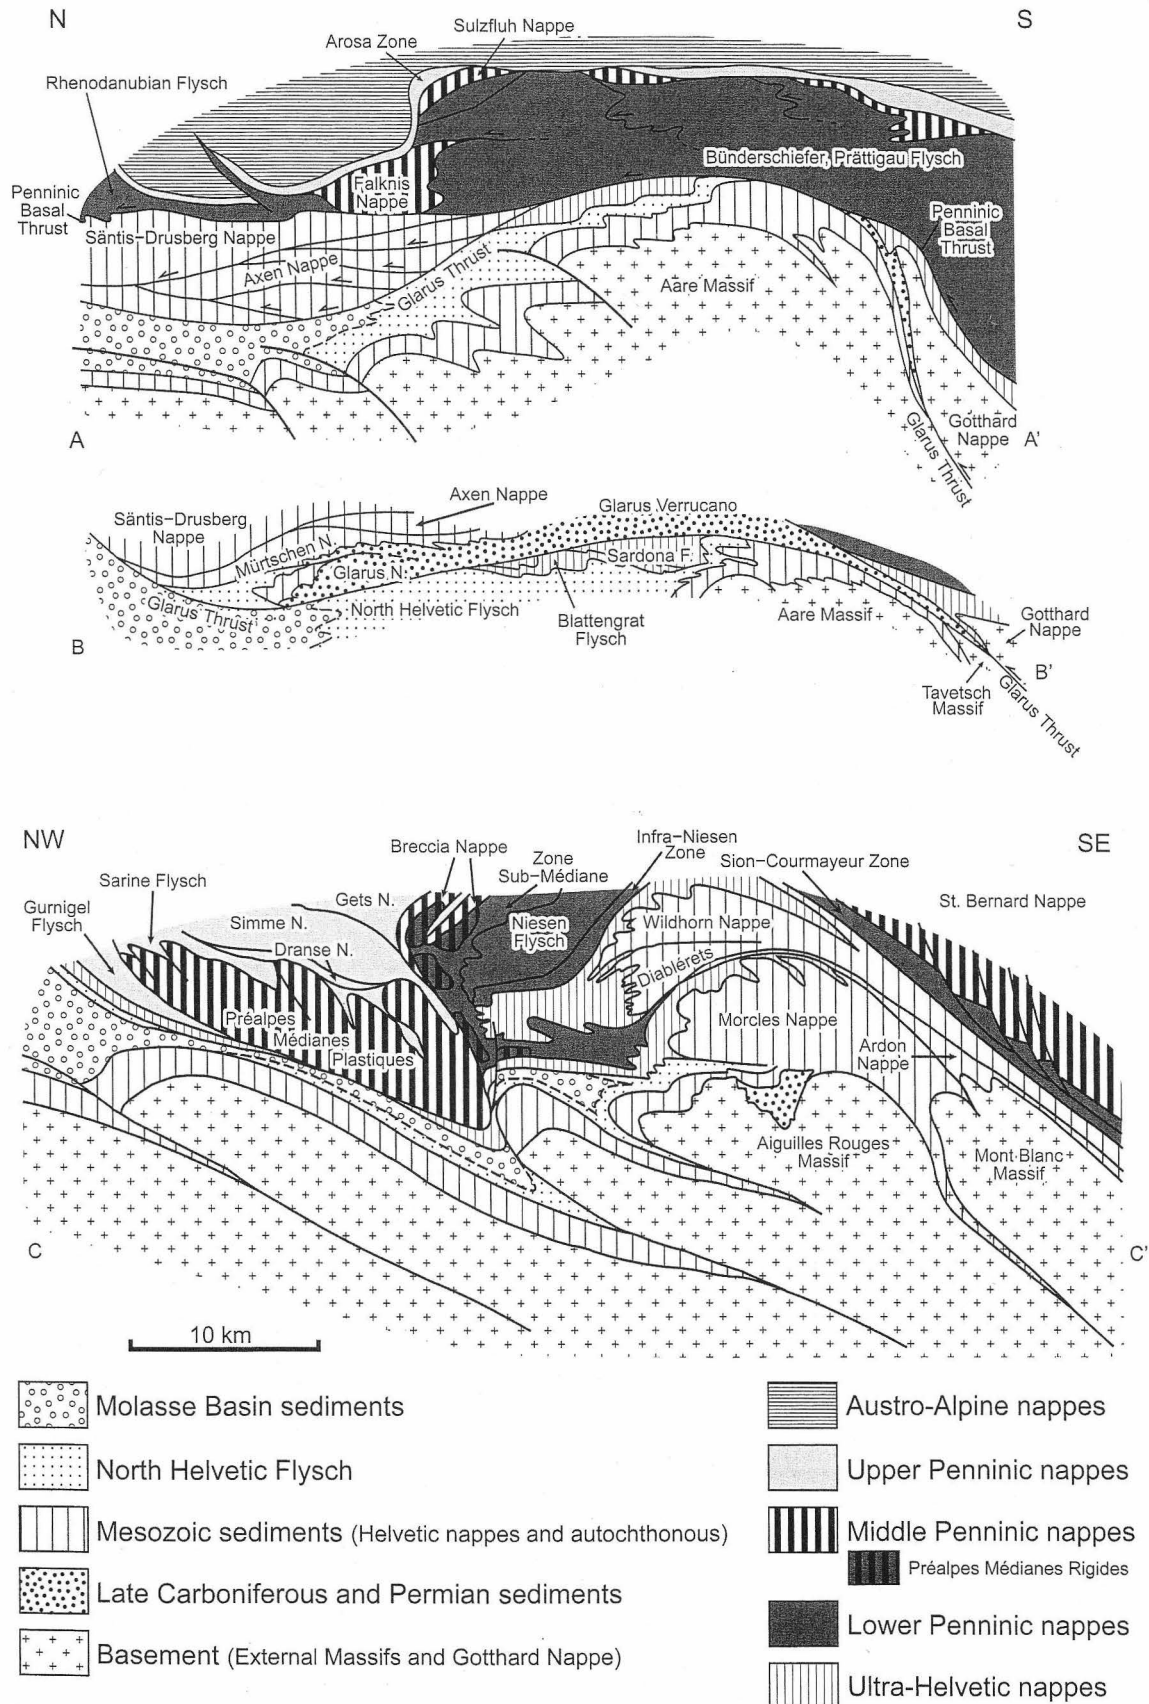 N
S
Sulzfluh Nappe
Arosa Zone
Rhenodanubian Flysch
Bünderschiefer, Prättigau Flysch
Falknis
Nappe
Penninic
Basal
Thrust
Penninic
Basal
Thrust
Säntis–Drusberg Nappe
Axen Nappe
Glarus Thrust
Aare Massif
Gotthard
Nappe
Glarus Thrust
A
A'
Axen Nappe
Glarus Verrucano
Säntis–Drusberg
Nappe
Mürtschen N.
Glarus N.
Sardona F.
Glarus Thrust
North Helvetic Flysch
Blattengrat
Flysch
Aare Massif
Gotthard
Nappe
B
B'
Tavetsch
Massif
Glarus Thrust
NW
SE
Breccia Nappe
Infra–Niesen
Zone
Zone
Sub–Médiane
Sion–Courmayeur Zone
Sarine Flysch
Gets N.
St. Bernard Nappe
Gurnigel
Flysch
Simme N.
Niesen
Flysch
Wildhorn Nappe
Dranse N.
Diablérets
Préalpes
Médianes
Plastiques
Morcles Nappe
Ardon
Nappe
Aiguilles Rouges
Massif
Mont Blanc
Massif
C
C'
10 km
Molasse Basin sediments
North Helvetic Flysch
Mesozoic sediments (Helvetic nappes and autochthonous)
Late Carboniferous and Permian sediments
Basement (External Massifs and Gotthard Nappe)
Austro-Alpine nappes
Upper Penninic nappes
Middle Penninic nappes
Préalpes Médianes Rigides
Lower Penninic nappes
Ultra-Helvetic nappes